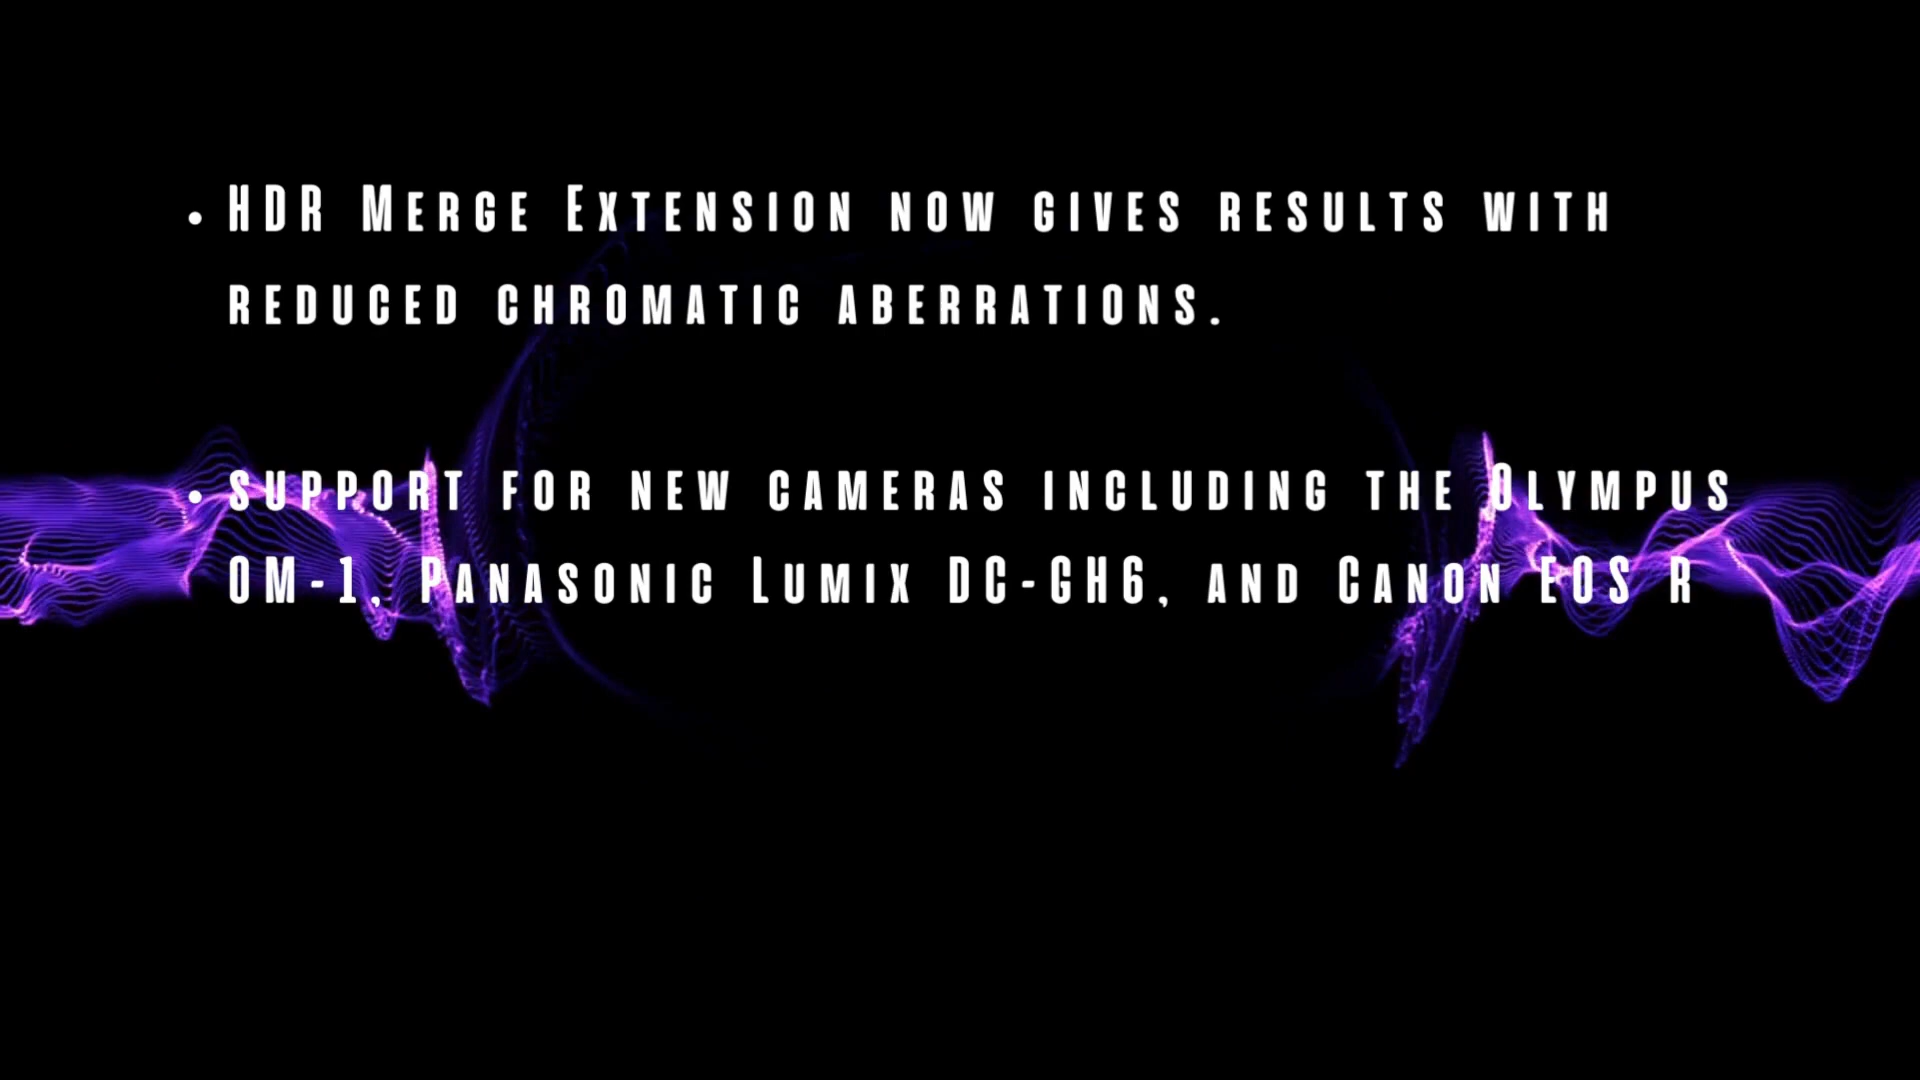 • HDR Merge Extension now gives results with
reduced chromatic aberrations.
• support for new cameras including the Olympus
OM-1, Panasonic Lumix DC-GH6, and Canon EOS R